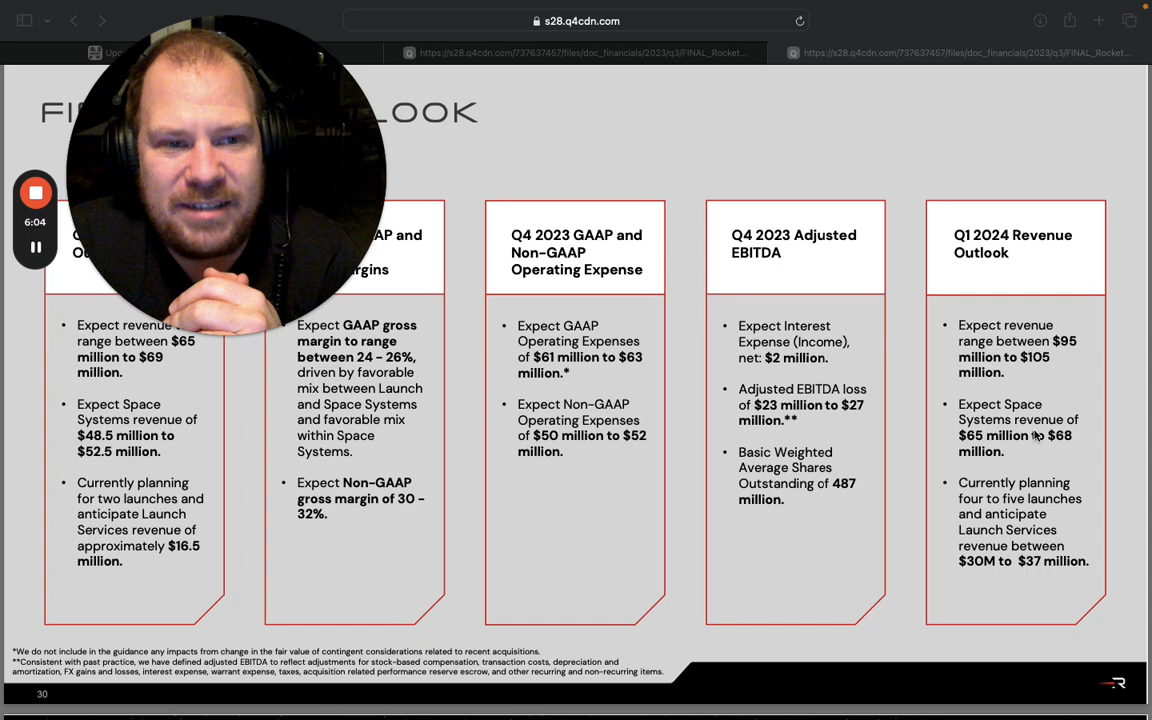 s28.q4cdn.com
https://s28.q4cdn.com/737637457/files/doc_financials/2023/q3/FINAL_Rocket...
https://s28.q4cdn.com/737637457/files/doc_financials/2023/q3/FINAL_Rocket...
LOOK
6:04
Expect revenue
range between $65
million to $69
million.
Expect Space
Systems revenue of
$48.5 million to
$52.5 million.
Currently planning
for two launches and
anticipate Launch
Services revenue of
approximately $16.5
million.
and
Expect GAAP gross
margin to range
between 24 - 26%,
driven by favorable
mix between Launch
and Space Systems
and favorable mix
within Space
Systems.
Expect Non-GAAP
gross margin of 30 -
32%.
Q4 2023 GAAP and
Non-GAAP
Operating Expense
Expect GAAP
Operating Expenses
of $61 million to $63
million.*
Expect Non-GAAP
Operating Expenses
of $50 million to $52
million.
Q4 2023 Adjusted
EBITDA
Expect Interest
Expense (Income),
net: $2 million.
Adjusted EBITDA loss
of $23 million to $27
million.**
Basic Weighted
Average Shares
Outstanding of 487
million.
Q1 2024 Revenue
Outlook
Expect revenue
range between $95
million to $105
million.
Expect Space
Systems revenue of
$65 million to $68
million.
Currently planning
four to five launches
and anticipate
Launch Services
revenue between
$30M to $37 million.
*We do not include in the guidance any impacts from change in the fair value of contingent considerations related to recent acquisitions.
**Consistent with past practice, we have defined adjusted EBITDA to reflect adjustments for stock-based compensation, transaction costs, depreciation and
amortization, FX gains and losses, interest expense, warrant expense, taxes, acquisition related performance reserve escrow, and other recurring and non-recurring items.
30